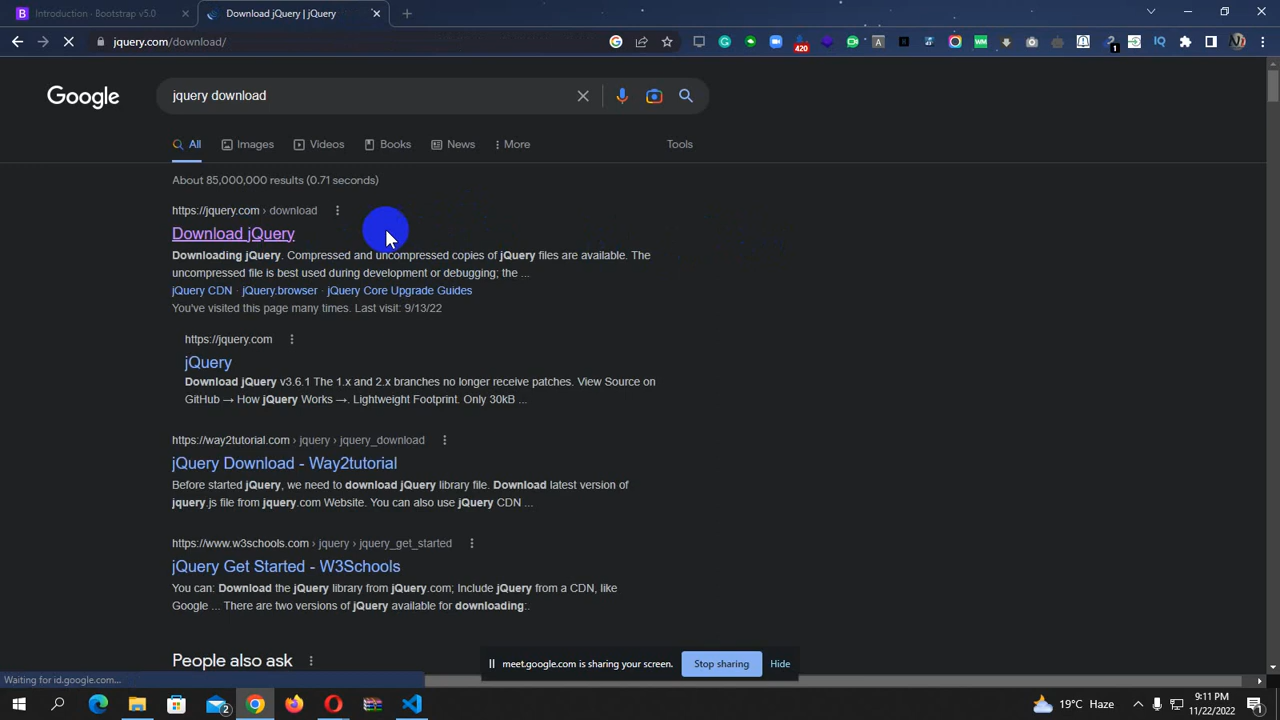 Introduction - Bootstrap v5.0
Download jQuery | jQuery
jquery.com/download/
420
Google
jquery download
All
Images
Videos
Books
News
More
Tools
About 85,000,000 results (0.71 seconds)
https://jquery.com › download
Download jQuery
Downloading jQuery. Compressed and uncompressed copies of jQuery files are available. The
uncompressed file is best used during development or debugging; the ...
jQuery CDN · jQuery.browser · jQuery Core Upgrade Guides
You've visited this page many times. Last visit: 9/13/22
https://jquery.com
jQuery
Download jQuery v3.6.1 The 1.x and 2.x branches no longer receive patches. View Source on
GitHub → How jQuery Works →. Lightweight Footprint. Only 30kB ...
https://way2tutorial.com › jquery › jquery_download
jQuery Download - Way2tutorial
Before started jQuery, we need to download jQuery library file. Download latest version of
jquery.js file from jquery.com Website. You can also use jQuery CDN ...
https://www.w3schools.com › jquery › jquery_get_started
jQuery Get Started - W3Schools
You can: Download the jQuery library from jQuery.com; Include jQuery from a CDN, like
Google ... There are two versions of jQuery available for downloading:.
People also ask
meet.google.com is sharing your screen.
Stop sharing
Hide
Waiting for id.google.com...
2
19°C Haze
9:11 PM
11/22/2022
1